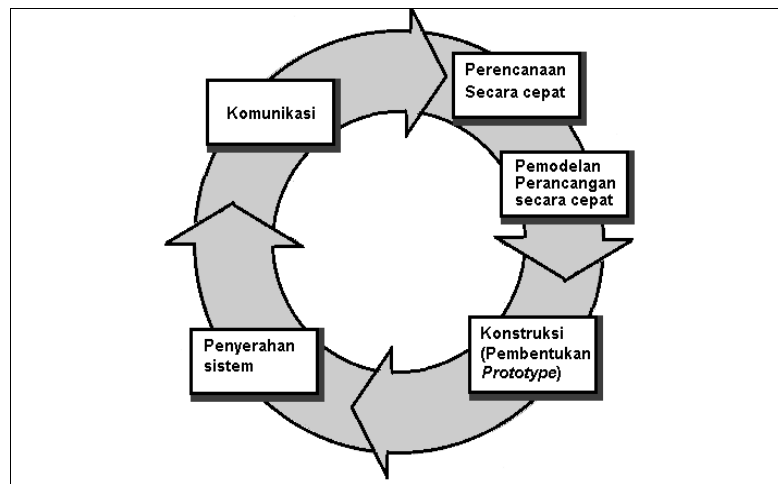 Komunikasi
Perencanaan
Secara cepat
Pemodelan
Perancangan
secara cepat
Konstruksi
(Pembentukan
Prototype)
Penyerahan
sistem